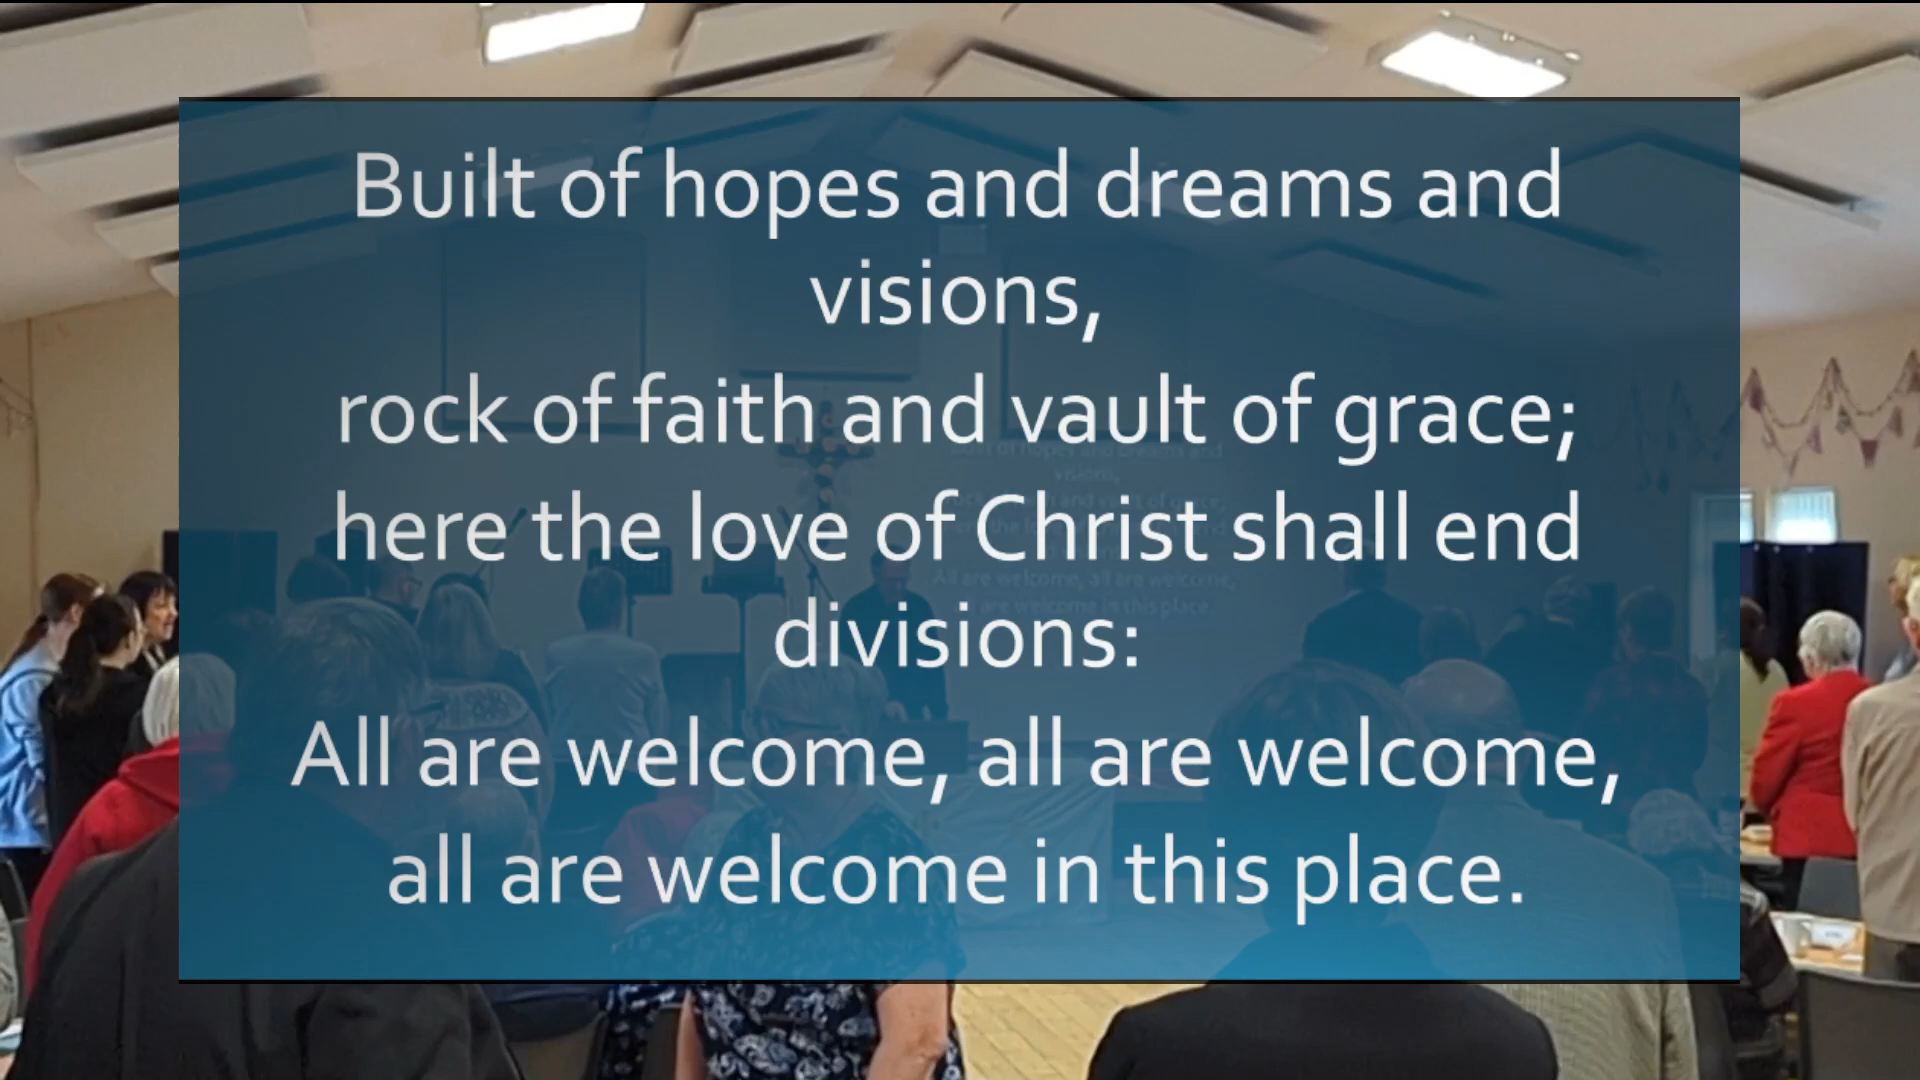 Built of hopes and dreams and
visions,
rock of faith and vault of grace;
here the love of Christ shall end
divisions:
All are welcome, all are welcome,
all are welcome in this place.